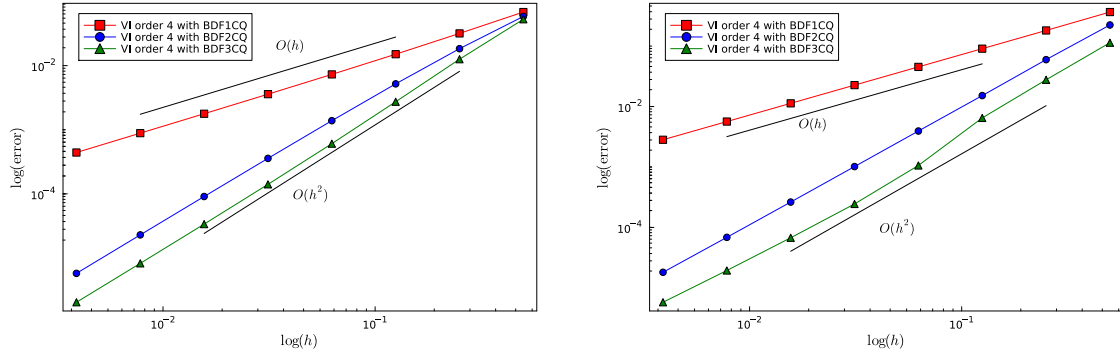 VI order 4 with BDF1CQ
VI order 4 with BDF2CQ
VI order 4 with BDF3CQ
O(h)
O(h²)
10⁻²
10⁻⁴
log(error)
10⁻²
10⁻¹
log(h)
VI order 4 with BDF1CQ
VI order 4 with BDF2CQ
VI order 4 with BDF3CQ
O(h)
O(h²)
10⁻²
10⁻⁴
log(error)
10⁻²
10⁻¹
log(h)